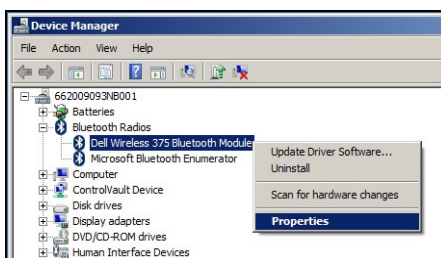 Device Manager
File Action View Help
662009093NB001
Batteries
Bluetooth Radios
Dell Wireless 375 Bluetooth Module
Microsoft Bluetooth Enumerator
Computer
ControlVault Device
Disk drives
Display adapters
DVD/CD-ROM drives
Human Interface Devices
Update Driver Software...
Uninstall
Scan for hardware changes
Properties